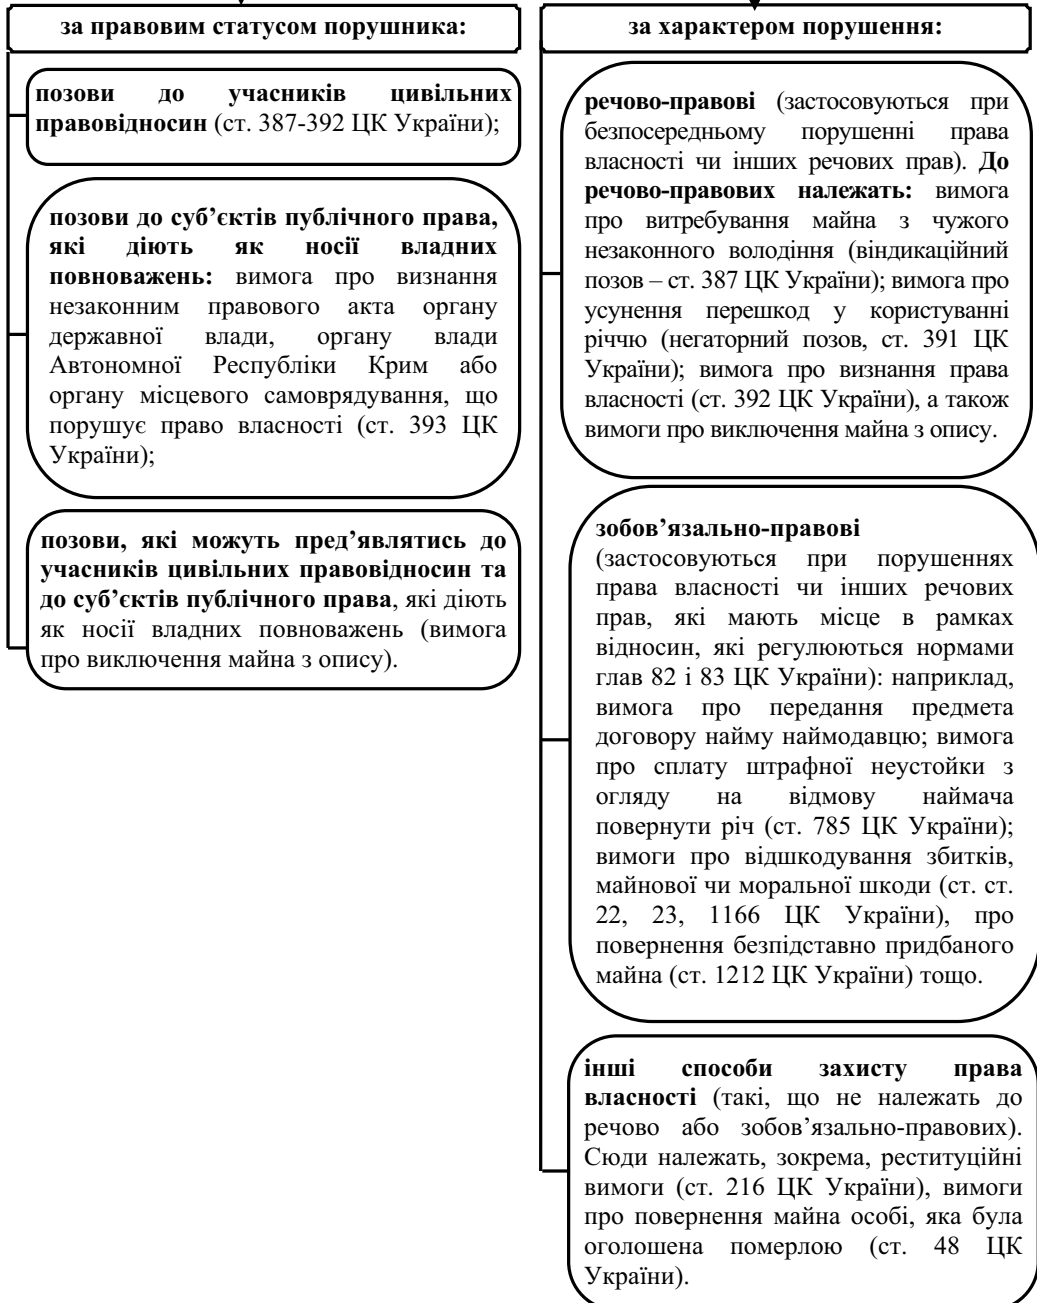 за правовим статусом порушника:
позови до учасників цивільних
правовідносин (ст. 387-392 ЦК України);
позови до суб’єктів публічного права,
які діють як носії владних
повноважень: вимога про визнання
незаконним правового акта органу
державної влади, органу влади
Автономної Республіки Крим або
органу місцевого самоврядування, що
порушує право власності (ст. 393 ЦК
України);
позови, які можуть пред’являтись до
учасників цивільних правовідносин та
до суб’єктів публічного права, які діють
як носії владних повноважень (вимога
про виключення майна з опису).
за характером порушення:
речово-правові (застосовуються при
безпосередньому порушенні права
власності чи інших речових прав). До
речово-правових належать: вимога
про витребування майна з чужого
незаконного володіння (віндикаційний
позов – ст. 387 ЦК України); вимога про
усунення перешкод у користуванні
річчю (негаторний позов, ст. 391 ЦК
України); вимога про визнання права
власності (ст. 392 ЦК України), а також
вимоги про виключення майна з опису.
зобов’язально-правові
(застосовуються при порушеннях
права власності чи інших речових
прав, які мають місце в рамках
відносин, які регулюються нормами
глав 82 і 83 ЦК України): наприклад,
вимога про передання предмета
договору найму наймодавцю; вимога
про сплату штрафної неустойки з
огляду на відмову наймача
повернути річ (ст. 785 ЦК України);
вимоги про відшкодування збитків,
майнової чи моральної шкоди (ст. ст.
22, 23, 1166 ЦК України), про
повернення безпідставно придбаного
майна (ст. 1212 ЦК України) тощо.
інші способи захисту права
власності (такі, що не належать до
речово або зобов’язально-правових).
Сюди належать, зокрема, реституційні
вимоги (ст. 216 ЦК України), вимоги
про повернення майна особі, яка була
оголошена померлою (ст. 48 ЦК
України).